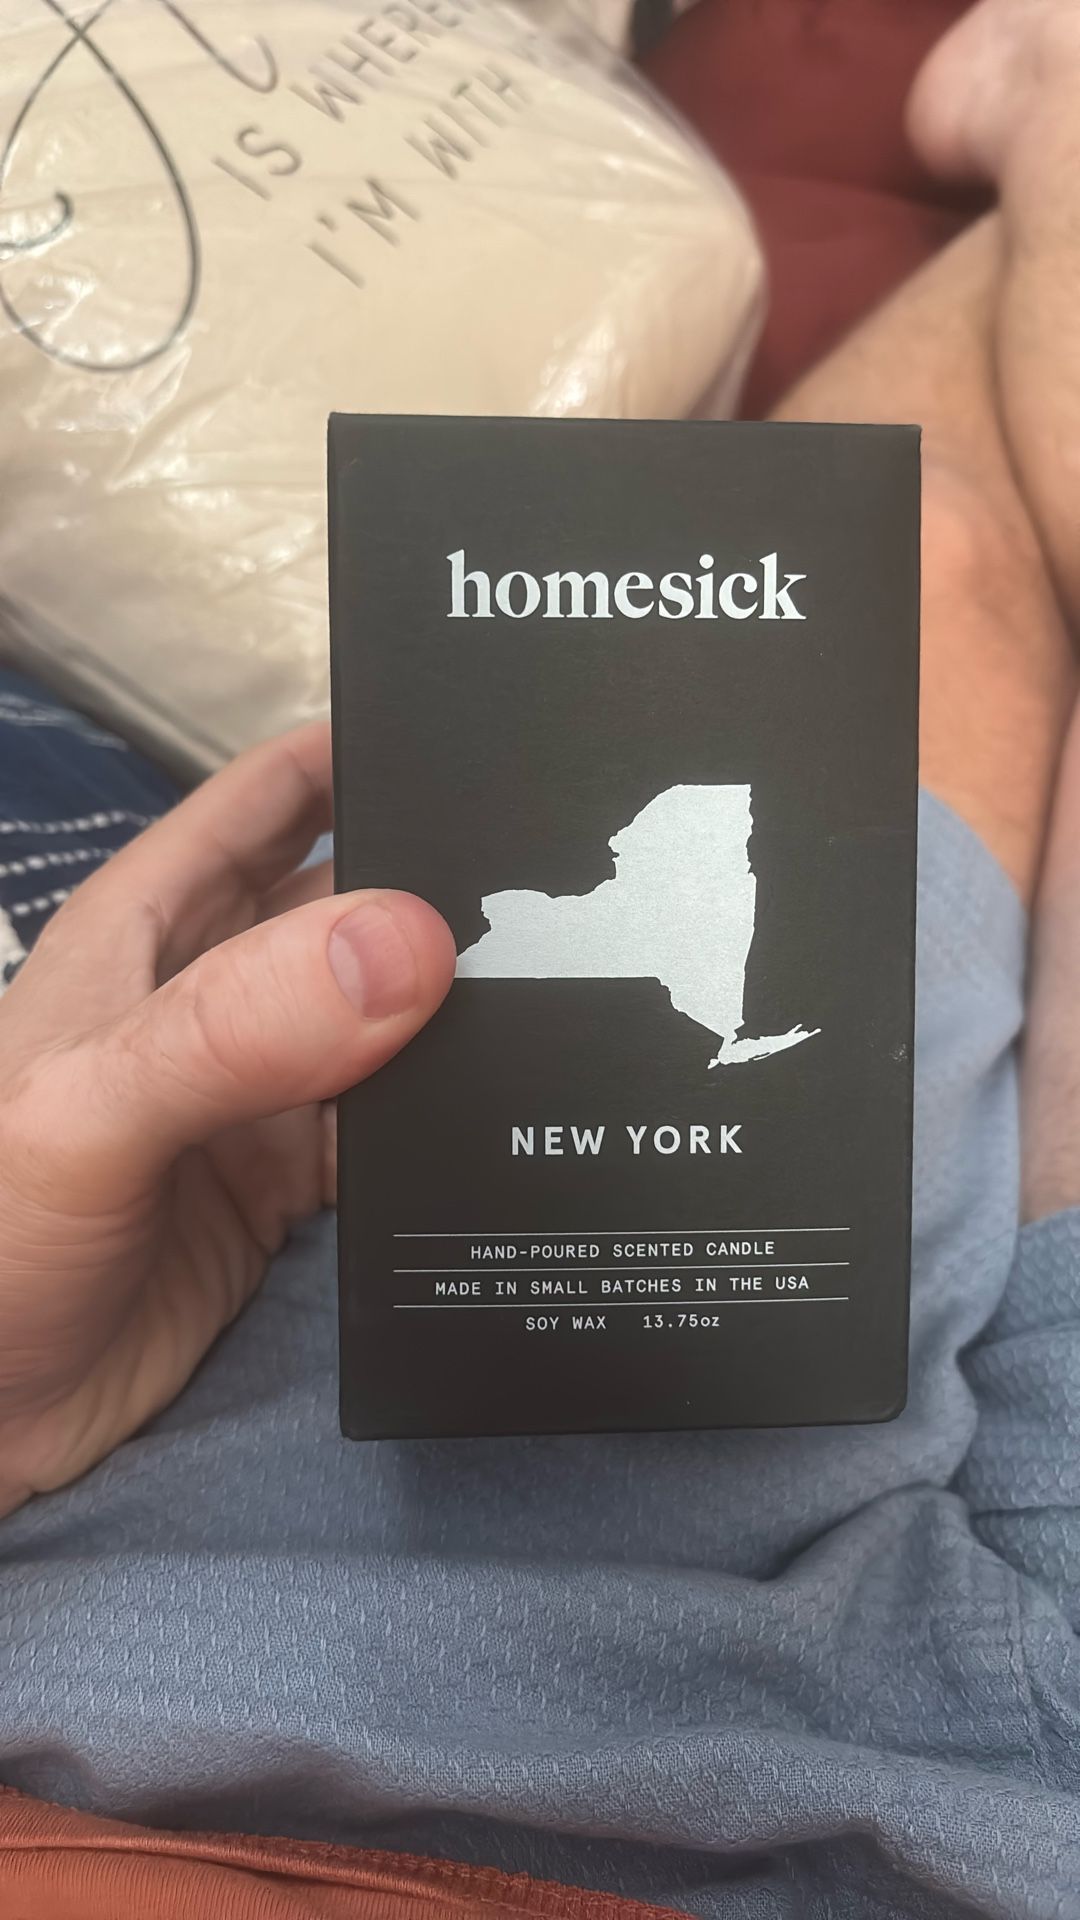 IS WHERE
I'M WITH
homesick
NEW YORK
HAND-POURED SCENTED CANDLE
MADE IN SMALL BATCHES IN THE USA
SOY WAX 13.75oz